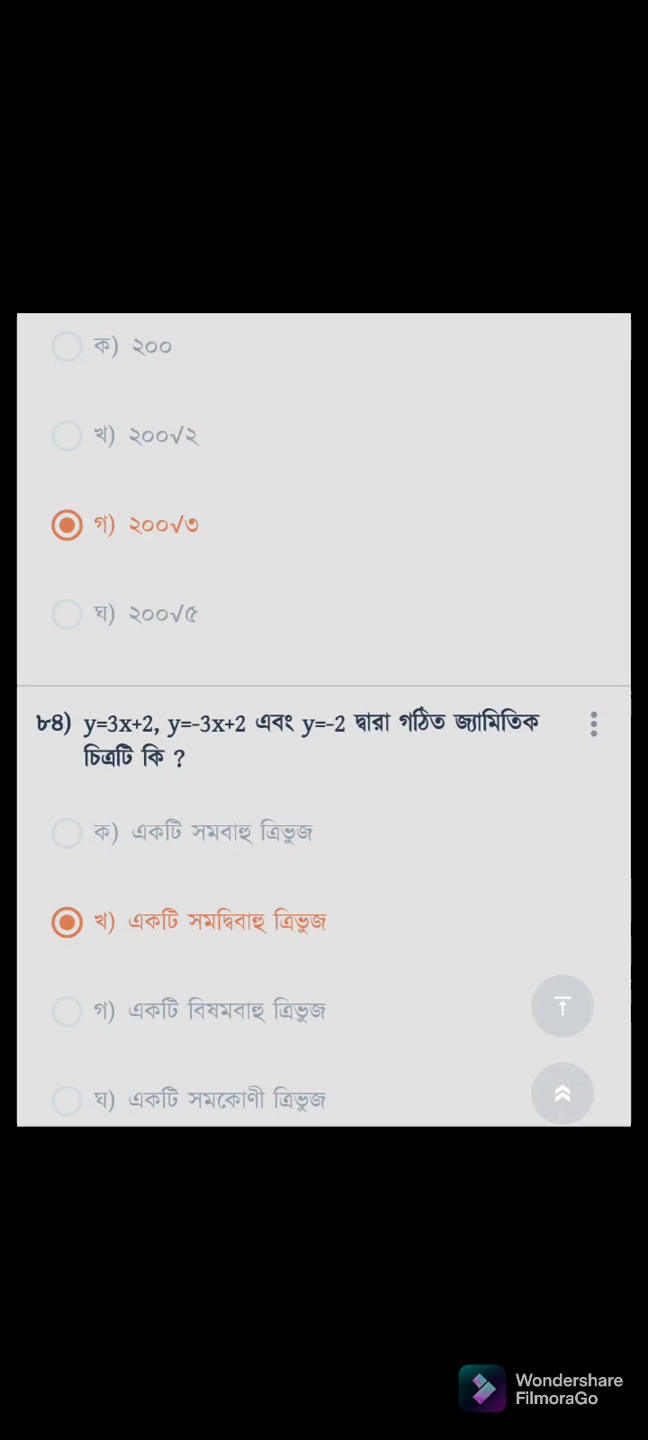 ক) ২০০
খ) ২০০√২
গ) ২০০√৩
ঘ) ২০০√৫
৮৪) y=3x+2, y=-3x+2 এবং y=-2 দ্বারা গঠিত জ্যামিতিক
চিত্রটি কি ?
ক) একটি সমবাহু ত্রিভুজ
খ) একটি সমদ্বিবাহু ত্রিভুজ
গ) একটি বিষমবাহু ত্রিভুজ
ঘ) একটি সমকোণী ত্রিভুজ
Wondershare
FilmoraGo